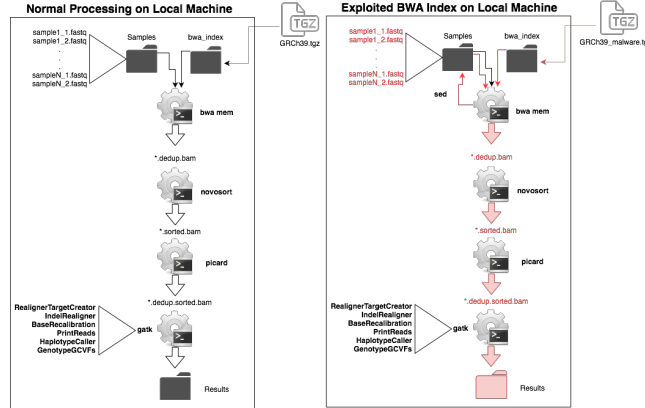 Normal Processing on Local Machine
TGZ
GRCh39.tgz
sample1_1.fastq
sample1_2.fastq
.
.
.
sampleN_1.fastq
sampleN_2.fastq
Samples
bwa_index
>_
bwa mem
*.dedup.bam
>_
novosort
*.sorted.bam
>_
picard
*.dedup.sorted.bam
RealignerTargetCreator
IndelRealigner
BaseRecalibration
PrintReads
HaplotypeCaller
GenotypeGCVFs
gatk
>_
Results
Exploited BWA Index on Local Machine
TGZ
GRCh39_malware.t
sample1_1.fastq
sample1_2.fastq
.
.
.
sampleN_1.fastq
sampleN_2.fastq
Samples
bwa_index
sed
>_
bwa mem
*.dedup.bam
>_
novosort
*.sorted.bam
>_
picard
*.dedup.sorted.bam
RealignerTargetCreator
IndelRealigner
BaseRecalibration
PrintReads
HaplotypeCaller
GenotypeGCVFs
gatk
>_
Results